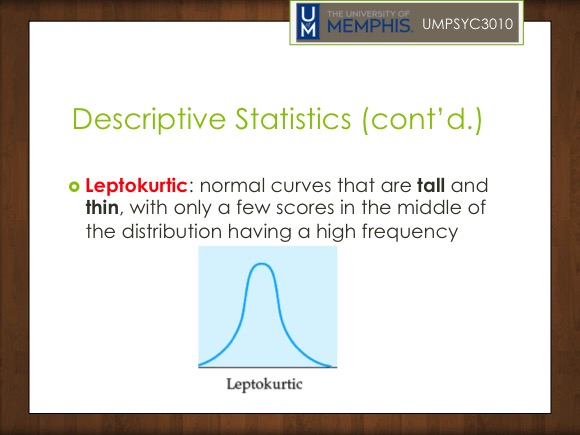 UM
THE UNIVERSITY OF
MEMPHIS.
UMPSYC3010
Descriptive Statistics (cont’d.)
Leptokurtic: normal curves that are tall and
thin, with only a few scores in the middle of
the distribution having a high frequency
Leptokurtic